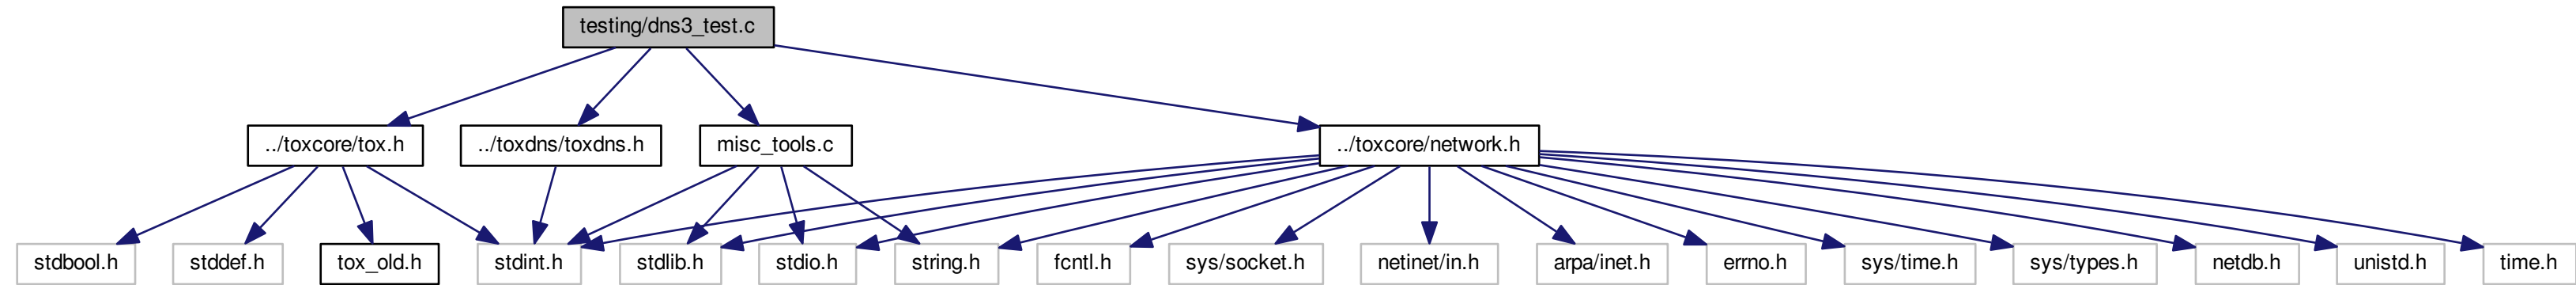 testing/dns3_test.c
../toxcore/tox.h
../toxdns/toxdns.h
misc_tools.c
../toxcore/network.h
stdbool.h
stddef.h
tox_old.h
stdint.h
stdlib.h
stdio.h
string.h
fcntl.h
sys/socket.h
netinet/in.h
arpa/inet.h
errno.h
sys/time.h
sys/types.h
netdb.h
unistd.h
time.h